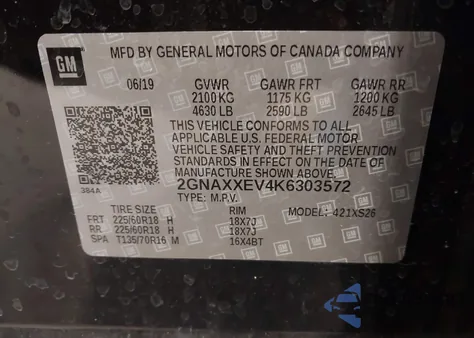 GM
MFD BY GENERAL MOTORS OF CANADA COMPANY
06/19 GVWR GAWR FRT GAWR RR
2100 KG 1175 KG 1200 KG
4630 LB 2590 LB 2645 LB
THIS VEHICLE CONFORMS TO ALL
APPLICABLE U.S. FEDERAL MOTOR
VEHICLE SAFETY AND THEFT PREVENTION
STANDARDS IN EFFECT ON THE DATE OF
MANUFACTURE SHOWN ABOVE.
384A
2GNAXXEV4K6303572
TYPE: M.P.V. MODEL: 421XS26
TIRE SIZE RIM
FRT 225/60R18 H 18X7J
RR 225/60R18 H 18X7J
SPA T135/70R16 M 16X4BT